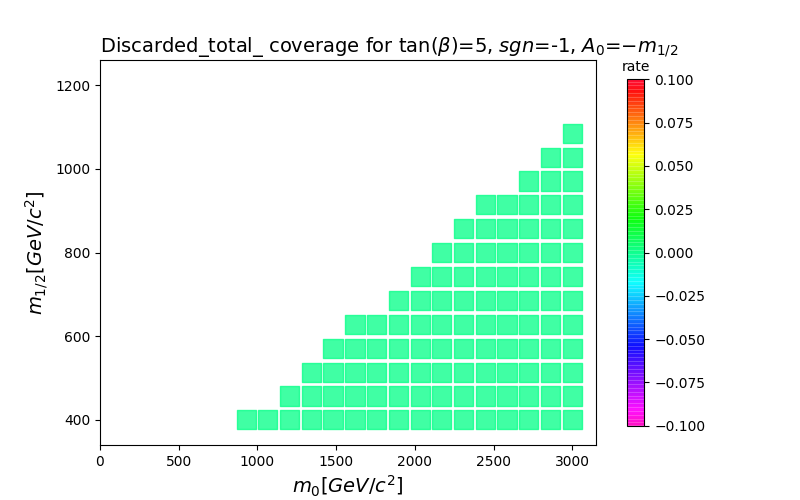 Discarded_total_ coverage for tan(β)=5, sgn=-1, A₀=−m₁/₂
rate
0.100
0.075
0.050
0.025
0.000
−0.025
−0.050
−0.075
−0.100
1200
1000
800
600
400
m₁/₂[GeV/c²]
0 500 1000 1500 2000 2500 3000
m₀[GeV/c²]